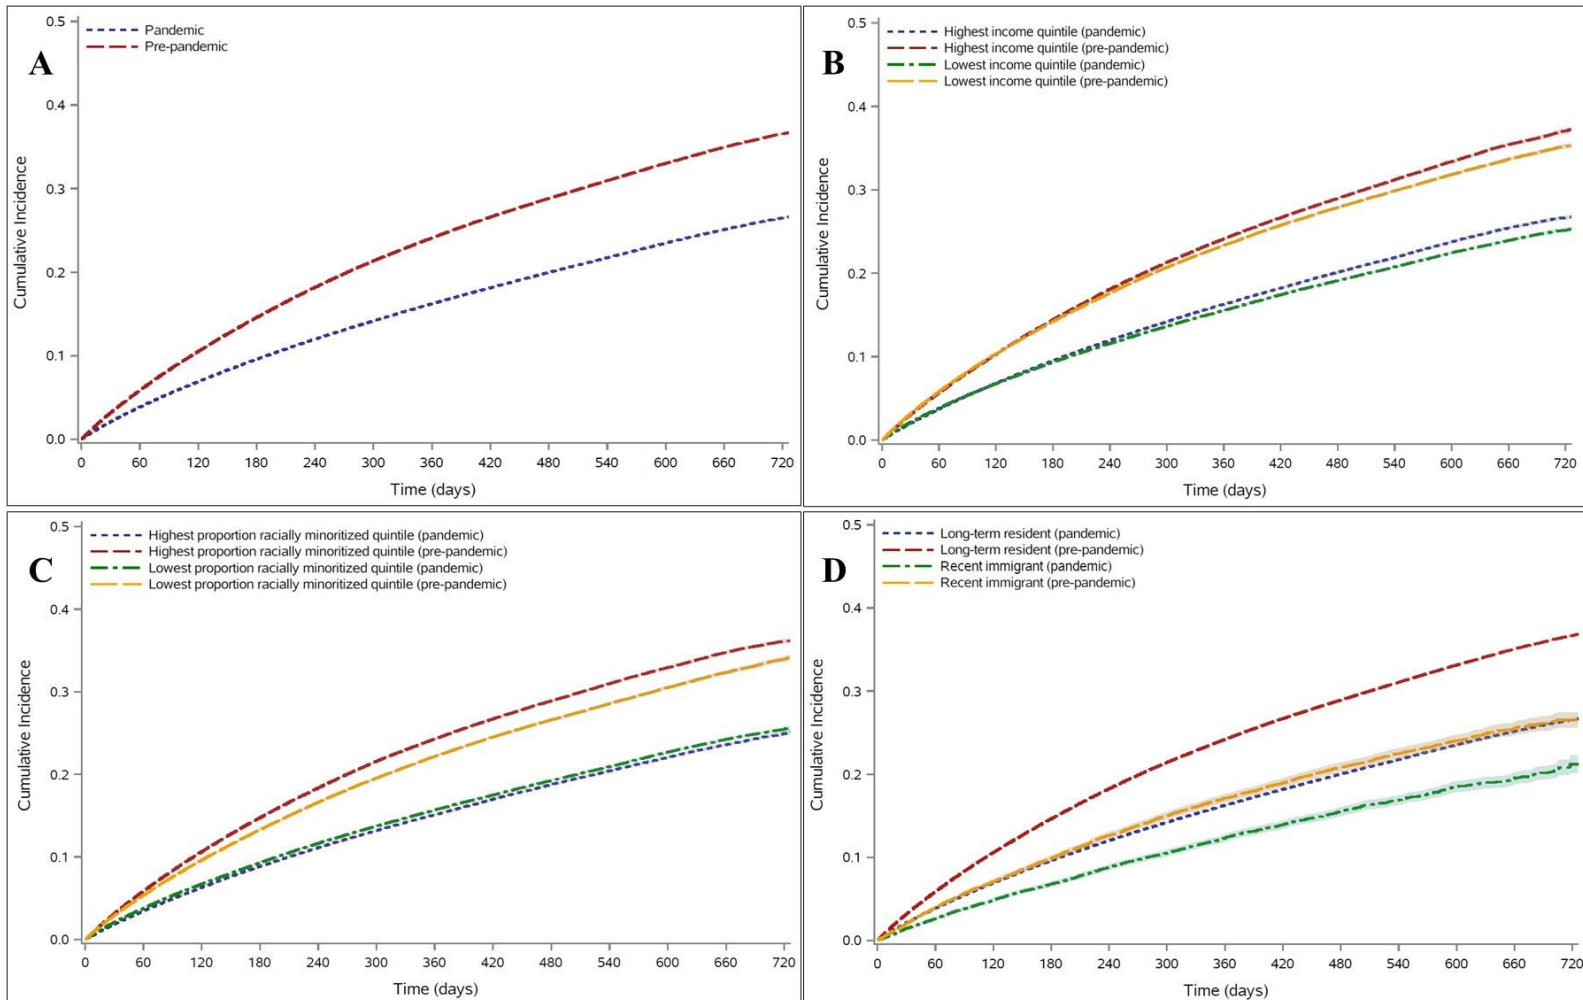 A
Pandemic
Pre-pandemic
0.5
0.4
0.3
0.2
0.1
0.0
Cumulative Incidence
0 60 120 180 240 300 360 420 480 540 600 660 720
Time (days)
B
Highest income quintile (pandemic)
Highest income quintile (pre-pandemic)
Lowest income quintile (pandemic)
Lowest income quintile (pre-pandemic)
0.5
0.4
0.3
0.2
0.1
0.0
Cumulative Incidence
0 60 120 180 240 300 360 420 480 540 600 660 720
Time (days)
C
Highest proportion racially minoritized quintile (pandemic)
Highest proportion racially minoritized quintile (pre-pandemic)
Lowest proportion racially minoritized quintile (pandemic)
Lowest proportion racially minoritized quintile (pre-pandemic)
0.5
0.4
0.3
0.2
0.1
0.0
Cumulative Incidence
0 60 120 180 240 300 360 420 480 540 600 660 720
Time (days)
D
Long-term resident (pandemic)
Long-term resident (pre-pandemic)
Recent immigrant (pandemic)
Recent immigrant (pre-pandemic)
0.5
0.4
0.3
0.2
0.1
0.0
Cumulative Incidence
0 60 120 180 240 300 360 420 480 540 600 660 720
Time (days)